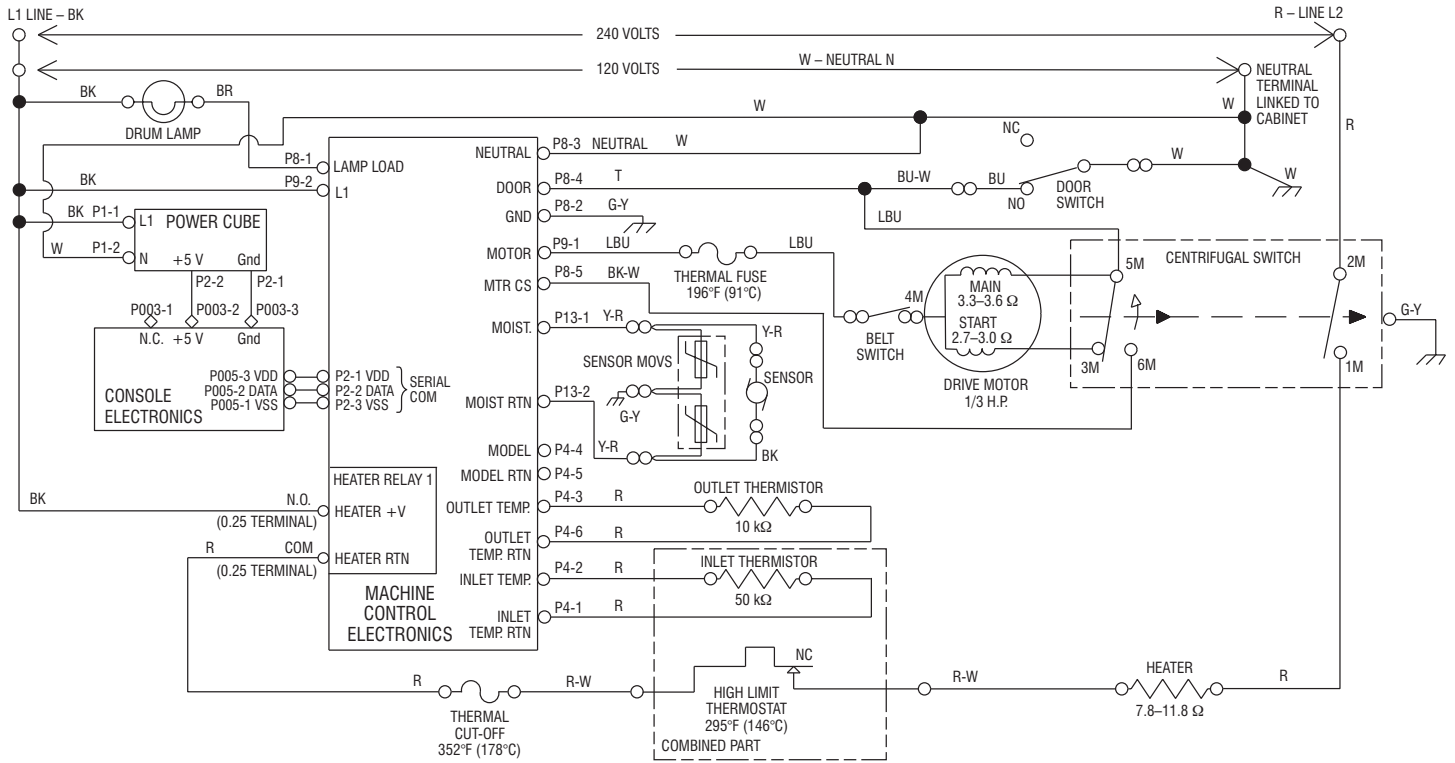 L1 LINE – BK
R – LINE L2
240 VOLTS
120 VOLTS
W – NEUTRAL N
NEUTRAL
TERMINAL
LINKED TO
CABINET
BK
BR
DRUM LAMP
W
W
R
NC
P8-1
LAMP LOAD
NEUTRAL
P8-3
NEUTRAL
W
BK
P9-2
L1
DOOR
P8-4
T
BU-W
BU
NO
DOOR
SWITCH
W
W
GND
P8-2
G-Y
LBU
BK
P1-1
L1
POWER CUBE
W
P1-2
N
+5 V
Gnd
P2-2
P2-1
MOTOR
P9-1
LBU
LBU
THERMAL FUSE
196°F (91°C)
MTR CS
P8-5
BK-W
CENTRIFUGAL SWITCH
5M
2M
4M
MAIN
3.3–3.6 Ω
START
2.7–3.0 Ω
BELT
SWITCH
DRIVE MOTOR
1/3 H.P.
3M
6M
1M
G-Y
P003-1
P003-2
P003-3
N.C.
+5 V
Gnd
MOIST.
P13-1
Y-R
Y-R
SENSOR MOVS
SENSOR
G-Y
MOIST RTN
P13-2
Y-R
BK
P005-3 VDD
P005-2 DATA
P005-1 VSS
P2-1 VDD
P2-2 DATA
P2-3 VSS
SERIAL
COM
CONSOLE
ELECTRONICS
MODEL
P4-4
MODEL RTN
P4-5
HEATER RELAY 1
BK
N.O.
(0.25 TERMINAL)
HEATER +V
OUTLET TEMP.
P4-3
R
OUTLET THERMISTOR
10 kΩ
OUTLET
TEMP. RTN
P4-6
R
R
COM
(0.25 TERMINAL)
HEATER RTN
INLET TEMP.
P4-2
R
INLET THERMISTOR
50 kΩ
INLET
TEMP. RTN
P4-1
R
MACHINE
CONTROL
ELECTRONICS
R
THERMAL
CUT-OFF
352°F (178°C)
R-W
NC
HIGH LIMIT
THERMOSTAT
295°F (146°C)
COMBINED PART
R-W
HEATER
7.8–11.8 Ω
R